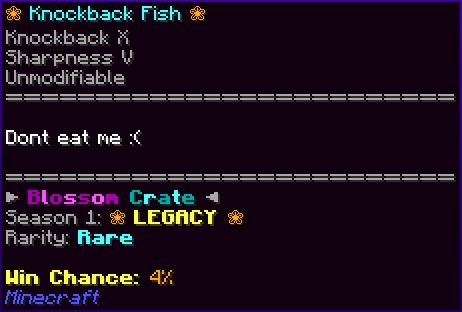 ❀ Knockback Fish ❀
Knockback X
Sharpness V
Unmodifiable
============================
Dont eat me :(
============================
► Blossom Crate ◄
Season 1: ❀ LEGACY ❀
Rarity: Rare
Win Chance: 4%
Minecraft